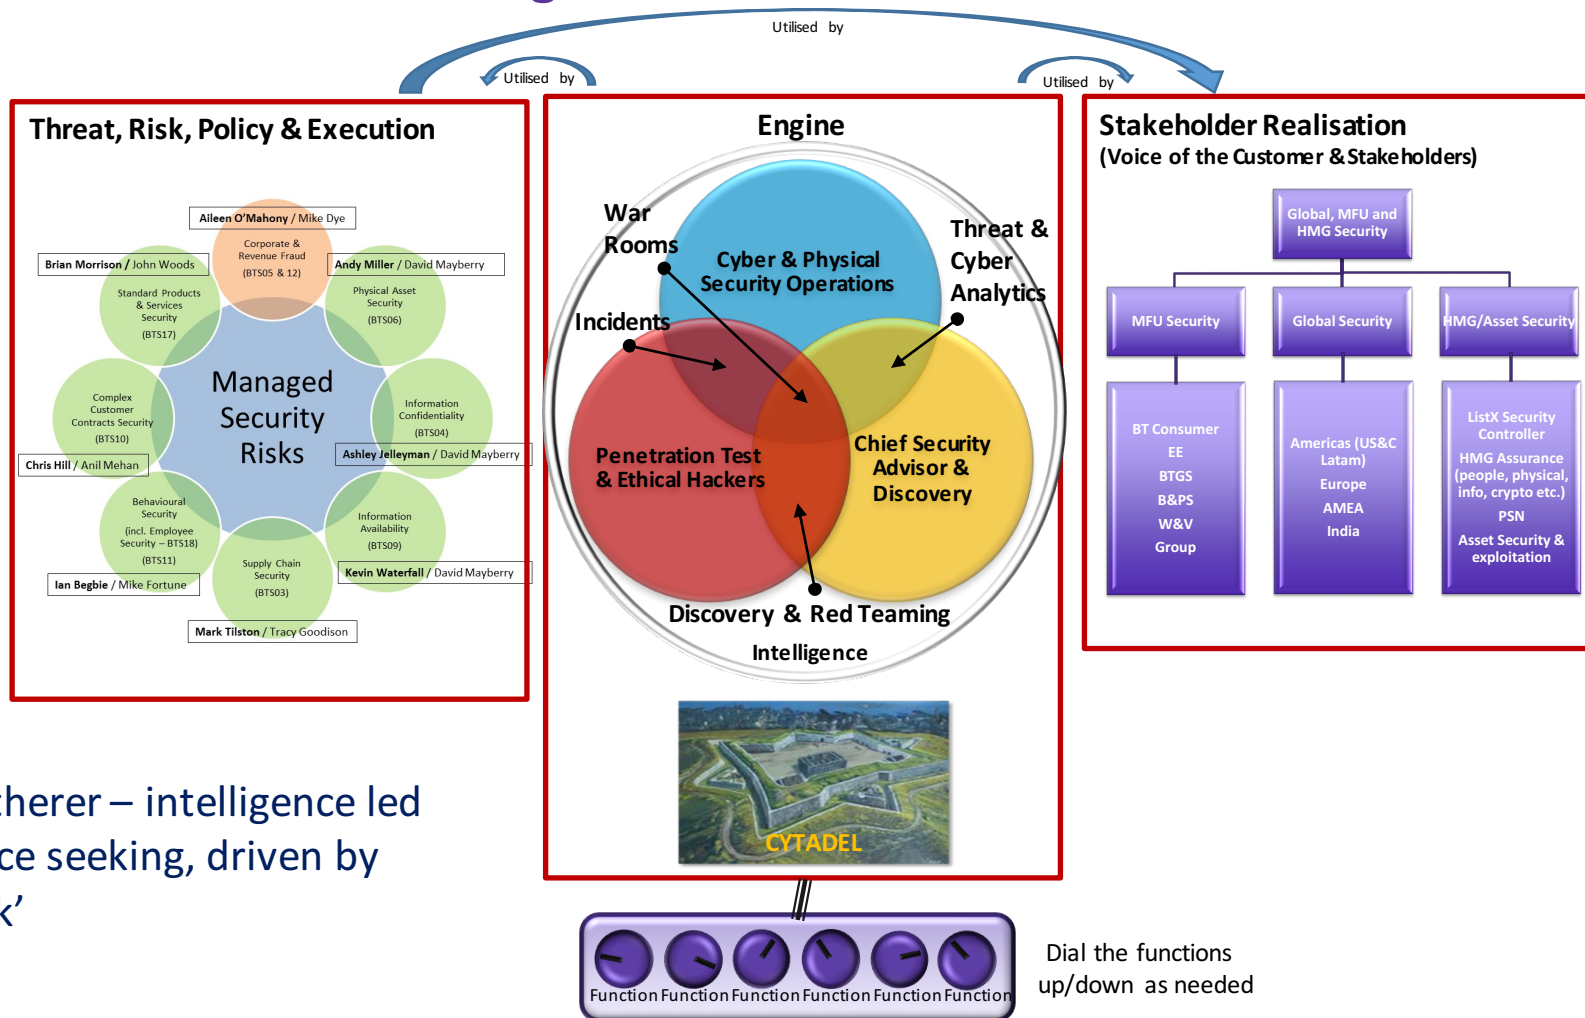 Utilised by
Utilised by
Utilised by
Threat, Risk, Policy & Execution
Aileen O'Mahony / Mike Dye
Corporate &
Revenue Fraud
(BTS05 & 12)
Brian Morrison / John Woods
Andy Miller / David Mayberry
Standard Products
& Services
Security
(BTS17)
Physical Asset
Security
(BTS06)
Managed
Security
Risks
Complex
Customer
Contracts Security
(BTS10)
Information
Confidentiality
(BTS04)
Chris Hill / Anil Mehan
Ashley Jelleyman / David Mayberry
Behavioural
Security
(incl. Employee
Security – BTS18)
(BTS11)
Information
Availability
(BTS09)
Ian Begbie / Mike Fortune
Supply Chain
Security
(BTS03)
Kevin Waterfall / David Mayberry
Mark Tilston / Tracy Goodison
Engine
War
Rooms
Threat &
Cyber
Analytics
Cyber & Physical
Security Operations
Incidents
Penetration Test
& Ethical Hackers
Chief Security
Advisor &
Discovery
Discovery & Red Teaming
Intelligence
CYTADEL
Stakeholder Realisation
(Voice of the Customer & Stakeholders)
Global, MFU and
HMG Security
MFU Security
Global Security
HMG/Asset Security
BT Consumer
EE
BTGS
B&PS
W&V
Group
Americas (US&C
Latam)
Europe
AMEA
India
ListX Security
Controller
HMG Assurance
(people, physical,
info, crypto etc.)
PSN
Asset Security &
exploitation
therer – intelligence led
ce seeking, driven by
k’
Function Function Function Function Function Function
Dial the functions
up/down as needed